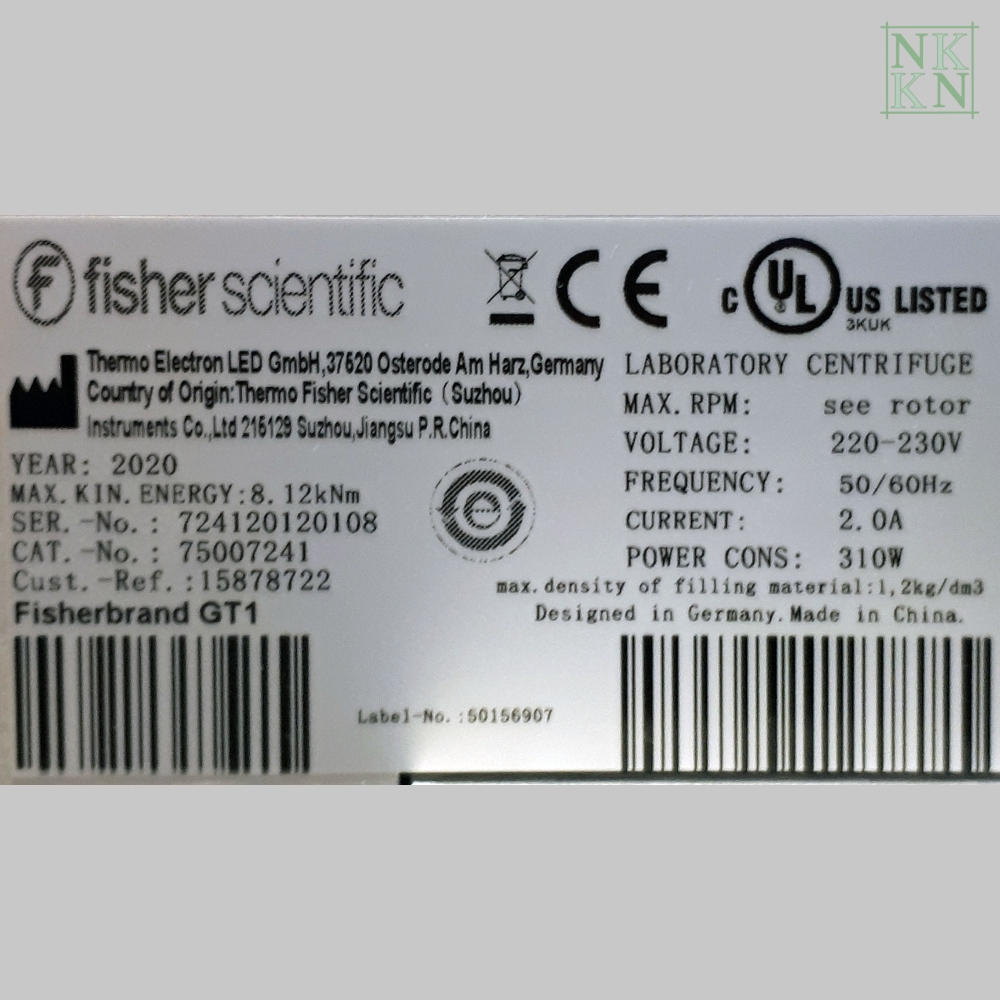 NK
KN
fisher scientific
CE
c UL US LISTED
3KUK
Thermo Electron LED GmbH,37520 Osterode Am Harz,Germany
Country of Origin:Thermo Fisher Scientific（Suzhou）
Instruments Co.,Ltd 215129 Suzhou,Jiangsu P.R.China
YEAR: 2020
MAX. KIN. ENERGY:8.12kNm
SER.-No.: 724120120108
CAT.-No.: 75007241
Cust.-Ref.:15878722
Fisherbrand GT1
e
LABORATORY CENTRIFUGE
MAX. RPM: see rotor
VOLTAGE: 220-230V
FREQUENCY: 50/60Hz
CURRENT: 2.0A
POWER CONS: 310W
max.density of filling material:1,2kg/dm3
Designed in Germany.Made in China.
Label-No.:50156907